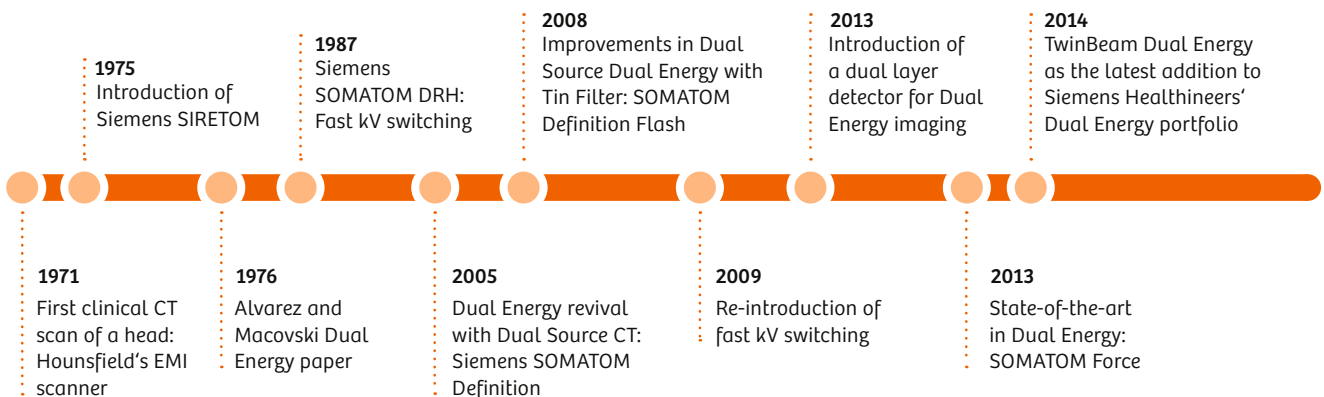 1971
First clinical CT
scan of a head:
Hounsfield‘s EMI
scanner
1975
Introduction of
Siemens SIRETOM
1976
Alvarez and
Macovski Dual
Energy paper
1987
Siemens
SOMATOM DRH:
Fast kV switching
2005
Dual Energy revival
with Dual Source CT:
Siemens SOMATOM
Definition
2008
Improvements in Dual
Source Dual Energy with
Tin Filter: SOMATOM
Definition Flash
2009
Re-introduction of
fast kV switching
2013
Introduction of
a dual layer
detector for Dual
Energy imaging
2013
State-of-the-art
in Dual Energy:
SOMATOM Force
2014
TwinBeam Dual Energy
as the latest addition to
Siemens Healthineers‘
Dual Energy portfolio